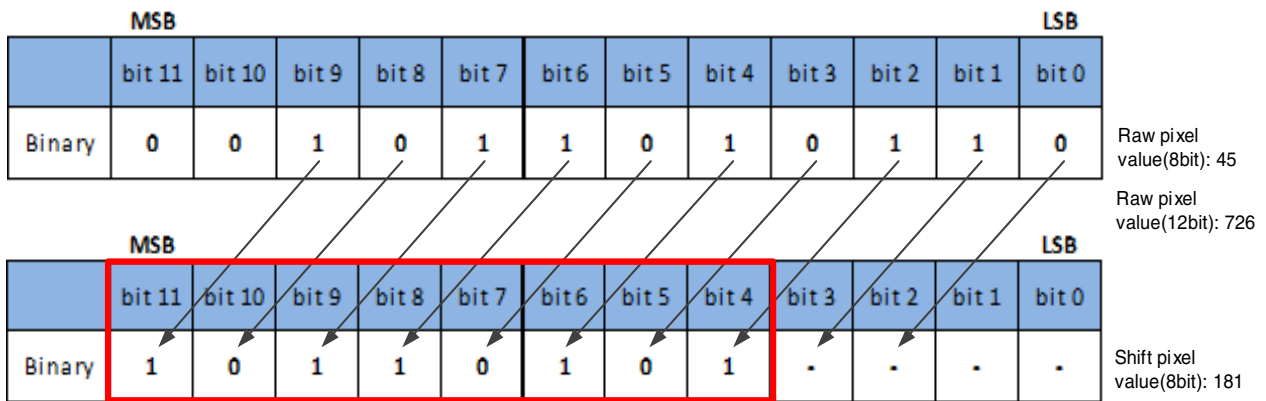 MSB LSB
bit 11 bit 10 bit 9 bit 8 bit 7 bit6 bit 5 bit 4 bit 3 bit 2 bit 1 bit 0
Binary 0 0 1 0 1 1 0 1 0 1 1 0
Raw pixel
value(8bit): 45
Raw pixel
value(12bit): 726
MSB LSB
bit 11 bit 10 bit 9 bit 8 bit 7 bit6 bit 5 bit 4 bit 3 bit 2 bit 1 bit 0
Binary 1 0 1 1 0 1 0 1 - - - -
Shift pixel
value(8bit): 181